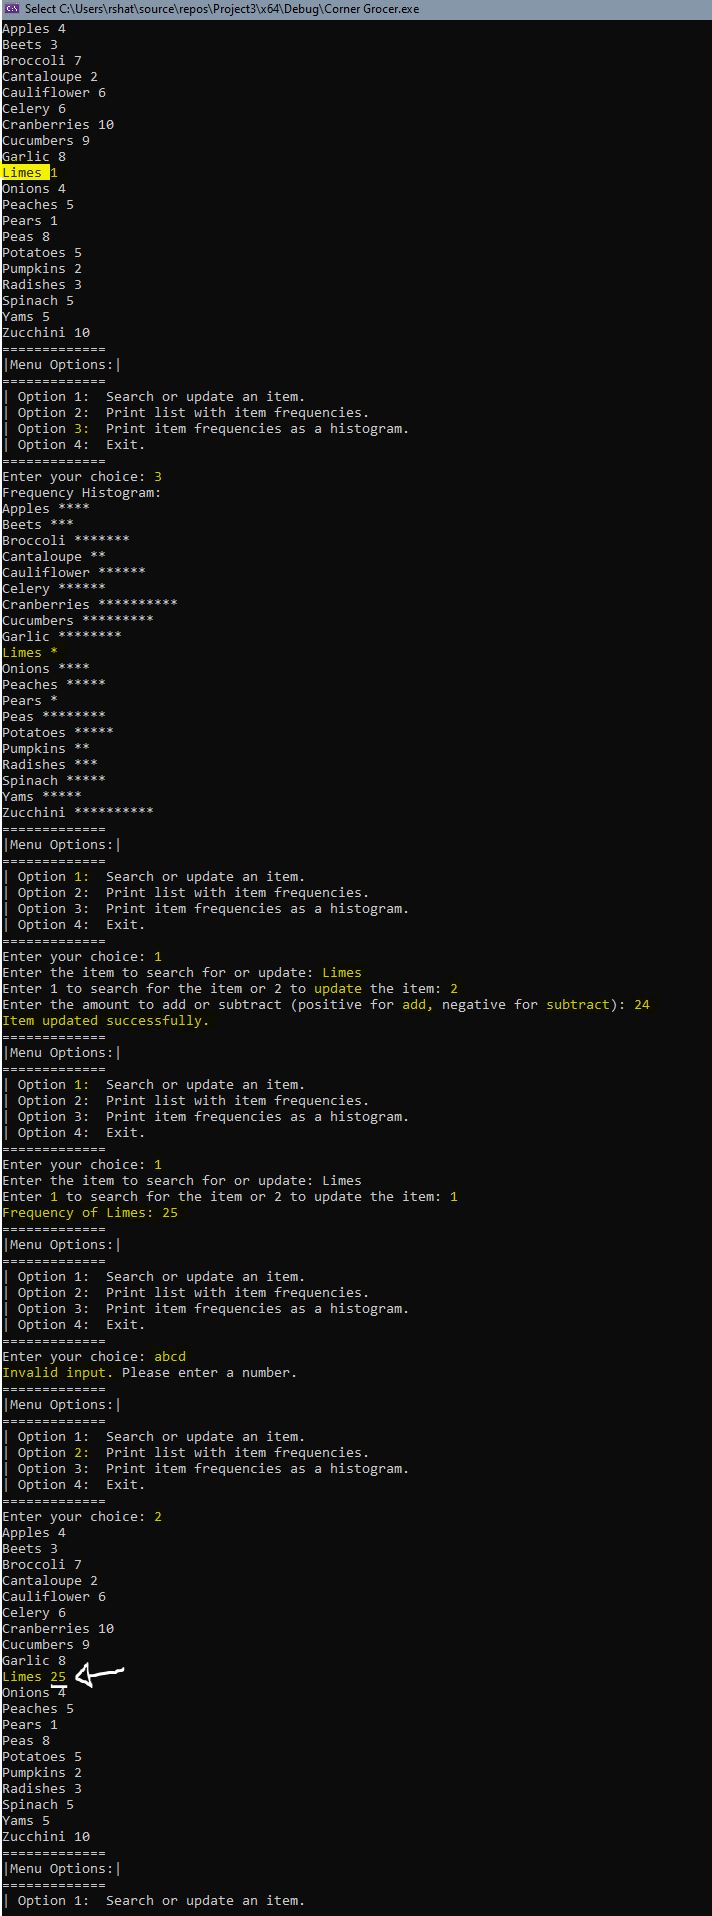 Select C:\Users\rshat\source\repos\Project3\x64\Debug\Corner Grocer.exe
Apples 4
Beets 3
Broccoli 7
Cantaloupe 2
Cauliflower 6
Celery 6
Cranberries 10
Cucumbers 9
Garlic 8
Limes 1
Onions 4
Peaches 5
Pears 1
Peas 8
Potatoes 5
Pumpkins 2
Radishes 3
Spinach 5
Yams 5
Zucchini 10
=============
|Menu Options:|
=============
| Option 1:  Search or update an item.
| Option 2:  Print list with item frequencies.
| Option 3:  Print item frequencies as a histogram.
| Option 4:  Exit.
=============
Enter your choice: 3
Frequency Histogram:
Apples ****
Beets ***
Broccoli *******
Cantaloupe **
Cauliflower ******
Celery ******
Cranberries **********
Cucumbers *********
Garlic ********
Limes *
Onions ****
Peaches *****
Pears *
Peas ********
Potatoes *****
Pumpkins **
Radishes ***
Spinach *****
Yams *****
Zucchini **********
=============
|Menu Options:|
=============
| Option 1:  Search or update an item.
| Option 2:  Print list with item frequencies.
| Option 3:  Print item frequencies as a histogram.
| Option 4:  Exit.
=============
Enter your choice: 1
Enter the item to search for or update: Limes
Enter 1 to search for the item or 2 to update the item: 2
Enter the amount to add or subtract (positive for add, negative for subtract): 24
Item updated successfully.
=============
|Menu Options:|
=============
| Option 1:  Search or update an item.
| Option 2:  Print list with item frequencies.
| Option 3:  Print item frequencies as a histogram.
| Option 4:  Exit.
=============
Enter your choice: 1
Enter the item to search for or update: Limes
Enter 1 to search for the item or 2 to update the item: 1
Frequency of Limes: 25
=============
|Menu Options:|
=============
| Option 1:  Search or update an item.
| Option 2:  Print list with item frequencies.
| Option 3:  Print item frequencies as a histogram.
| Option 4:  Exit.
=============
Enter your choice: abcd
Invalid input. Please enter a number.
=============
|Menu Options:|
=============
| Option 1:  Search or update an item.
| Option 2:  Print list with item frequencies.
| Option 3:  Print item frequencies as a histogram.
| Option 4:  Exit.
=============
Enter your choice: 2
Apples 4
Beets 3
Broccoli 7
Cantaloupe 2
Cauliflower 6
Celery 6
Cranberries 10
Cucumbers 9
Garlic 8
Limes 25
Onions 4
Peaches 5
Pears 1
Peas 8
Potatoes 5
Pumpkins 2
Radishes 3
Spinach 5
Yams 5
Zucchini 10
=============
|Menu Options:|
=============
| Option 1:  Search or update an item.